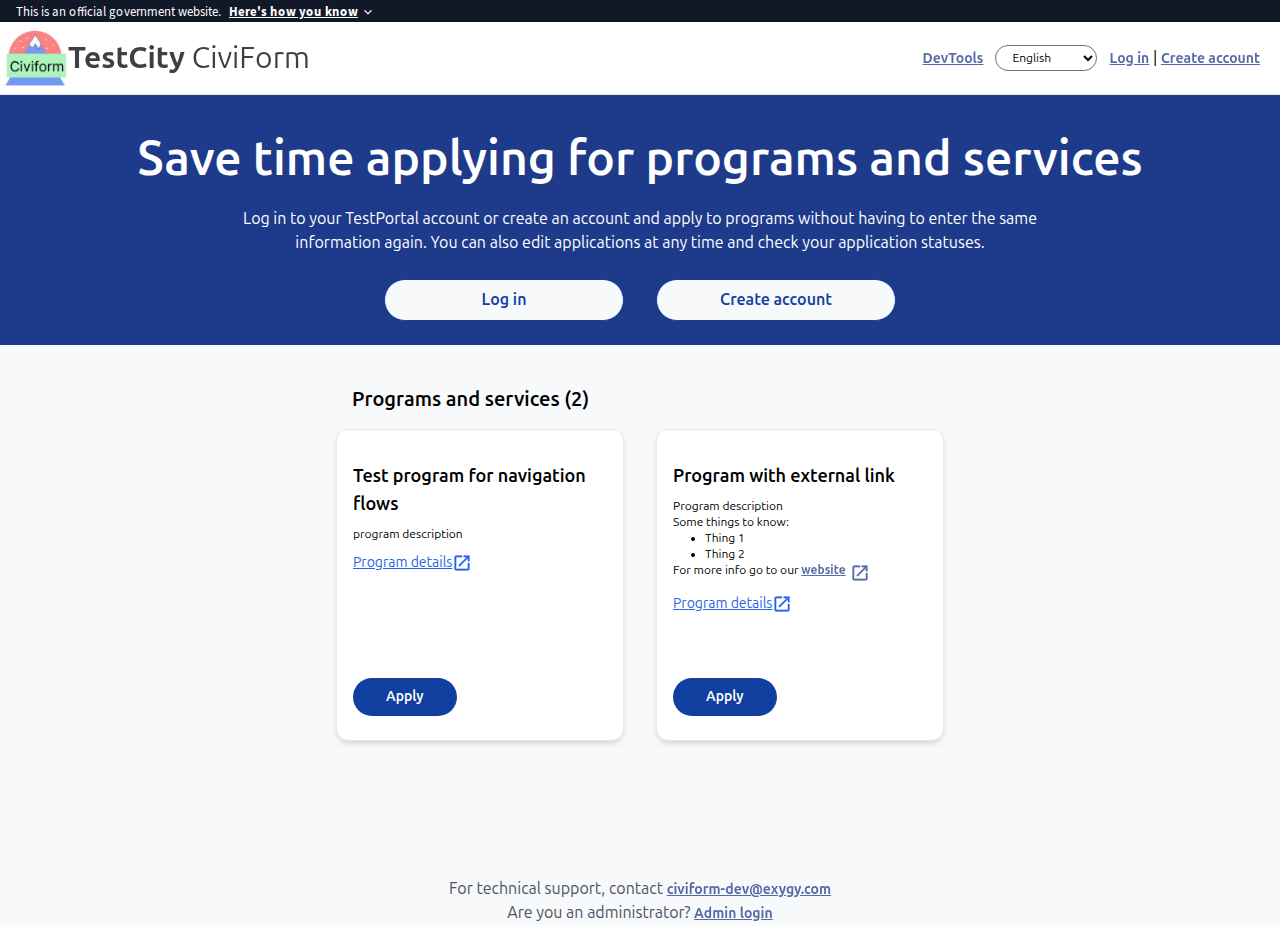 This is an official government website. Here's how you know
Civiform
TestCity CiviForm
DevTools English Log in | Create account
Save time applying for programs and services
Log in to your TestPortal account or create an account and apply to programs without having to enter the same
information again. You can also edit applications at any time and check your application statuses.
Log in Create account
Programs and services (2)
Test program for navigation
flows
program description
Program details
Apply
Program with external link
Program description
Some things to know:
• Thing 1
• Thing 2
For more info go to our website
Program details
Apply
For technical support, contact civiform-dev@exygy.com
Are you an administrator? Admin login